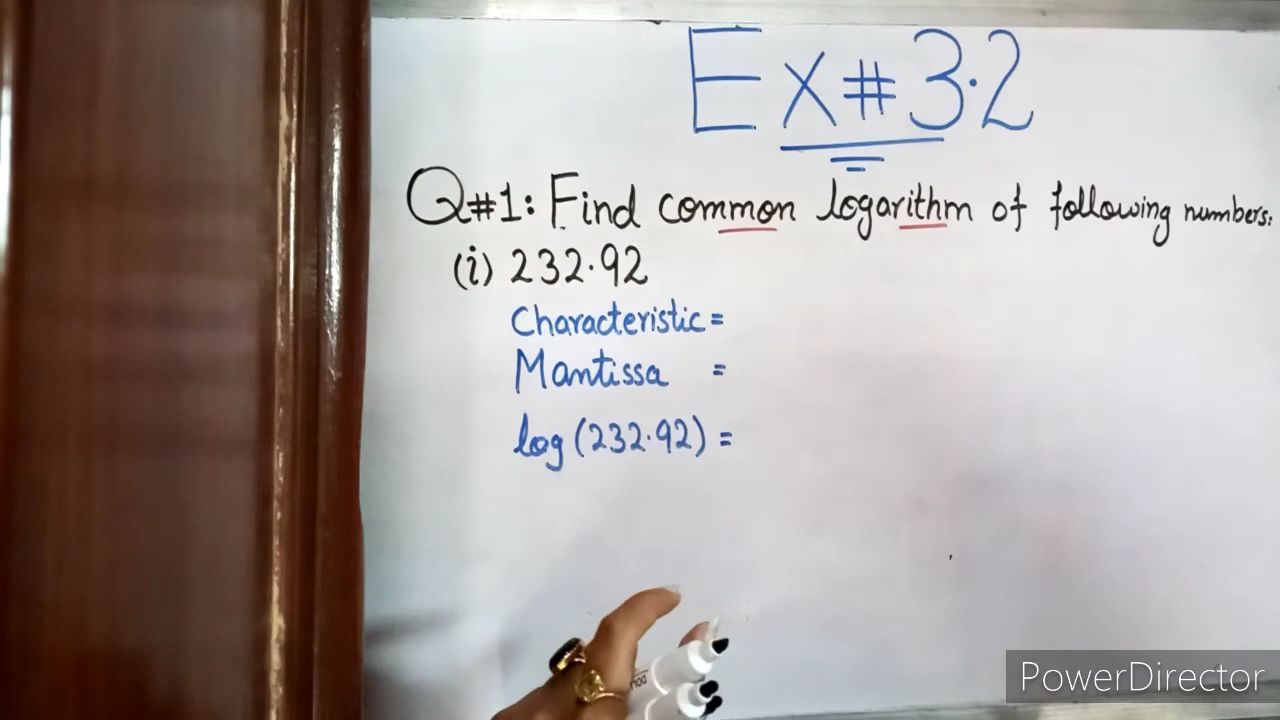 Ex#3.2
Q#1: Find common logarithm of following numbers:
(i) 232.92
Characteristic =
Mantissa =
log (232.92) =
PowerDirector